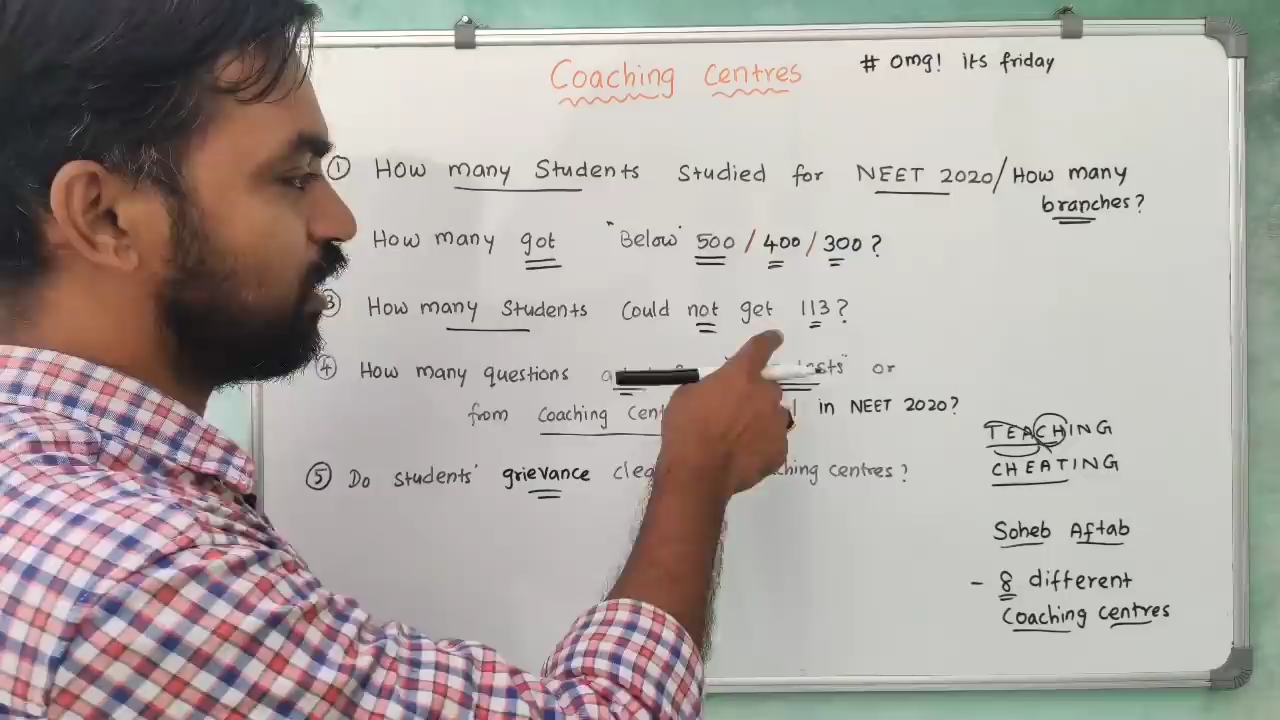 Coaching Centres
# omg! its friday
① How many Students Studied for NEET 2020/How many
branches?
How many got "Below" 500 / 400 / 300 ?
③ How many Students Could not get 113?
④ How many questions or
from Coaching in NEET 2020?
⑤ Do students' grievance centres?
TEACHING
CHEATING
Soheb Aftab
- 8 different
Coaching centres